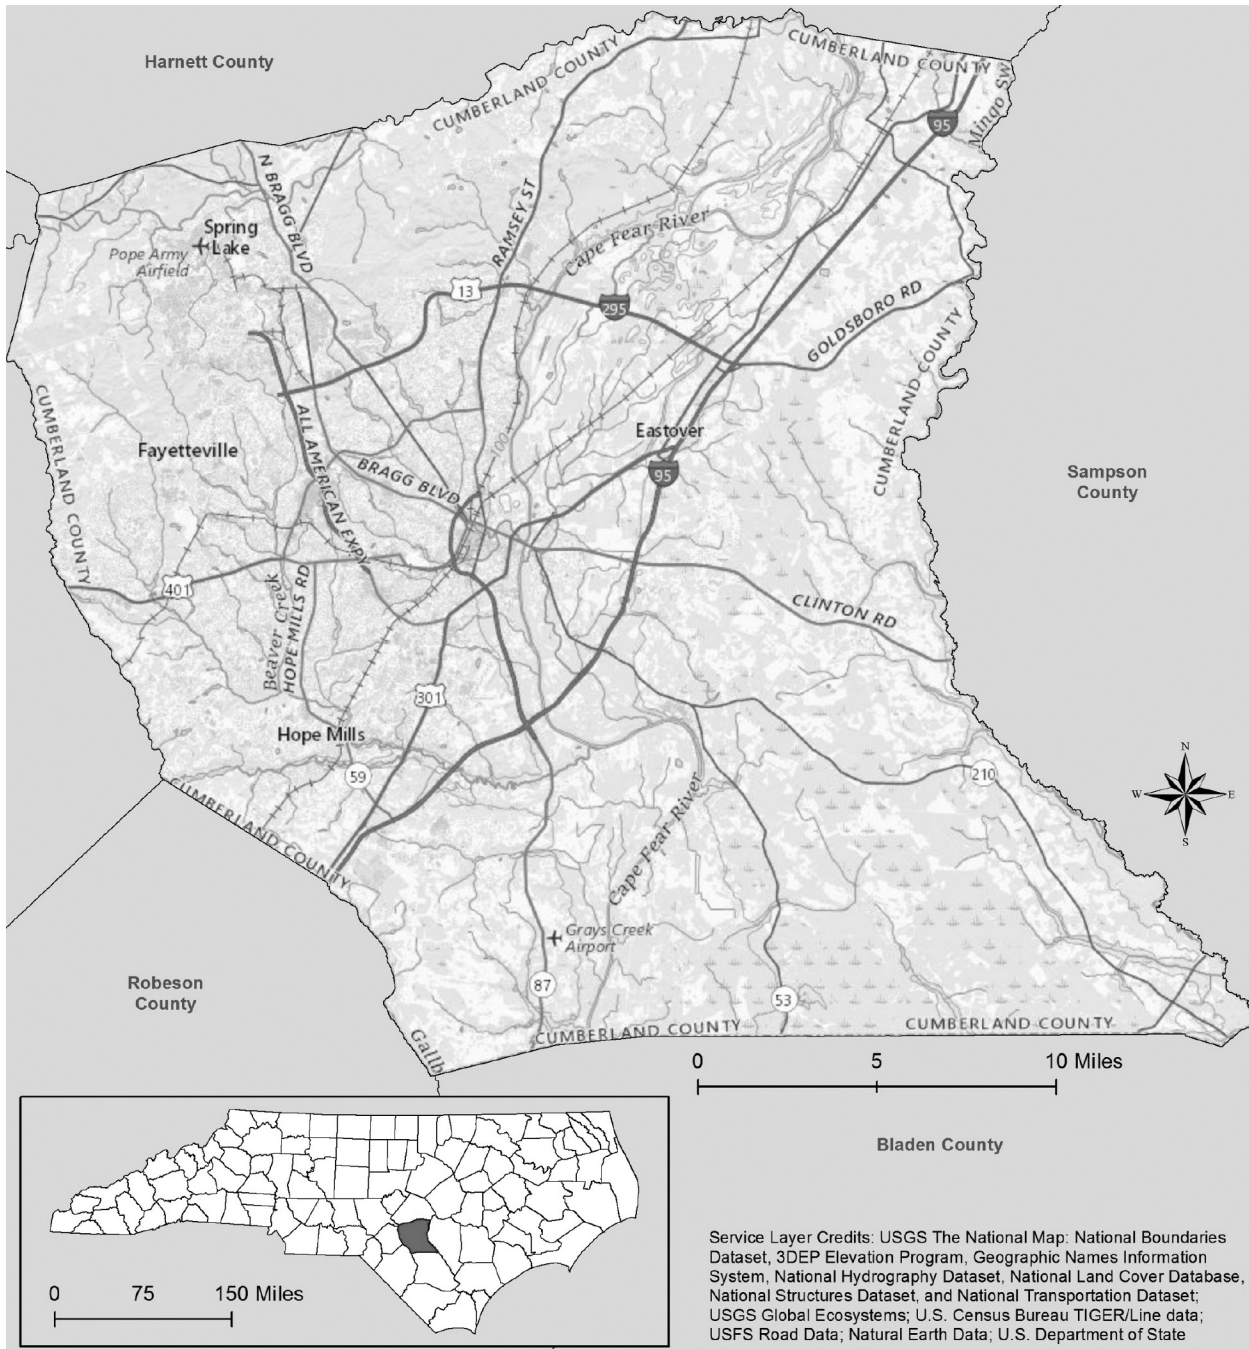 Harnett County
CUMBERLAND COUNTY
CUMBERLAND COUNTY
95
Mingo Sw
N BRAGG BLVD
RAMSEY ST
Spring
Lake
Pope Army
Airfield
Cape Fear River
13
295
GOLDSBORO RD
CUMBERLAND COUNTY
CUMBERLAND COUNTY
Fayetteville
ALL AMERICAN EXPY
BRAGG BLVD
100
Eastover
95
Sampson
County
401
Beaver Creek
HOPE MILLS RD
CLINTON RD
301
Hope Mills
59
210
N
W
E
S
CUMBERLAND COUNTY
Cape Fear River
Grays Creek
Airport
Robeson
County
87
53
Gallb
CUMBERLAND COUNTY
CUMBERLAND COUNTY
0 5 10 Miles
Bladen County
0 75 150 Miles
Service Layer Credits: USGS The National Map: National Boundaries
Dataset, 3DEP Elevation Program, Geographic Names Information
System, National Hydrography Dataset, National Land Cover Database,
National Structures Dataset, and National Transportation Dataset;
USGS Global Ecosystems; U.S. Census Bureau TIGER/Line data;
USFS Road Data; Natural Earth Data; U.S. Department of State